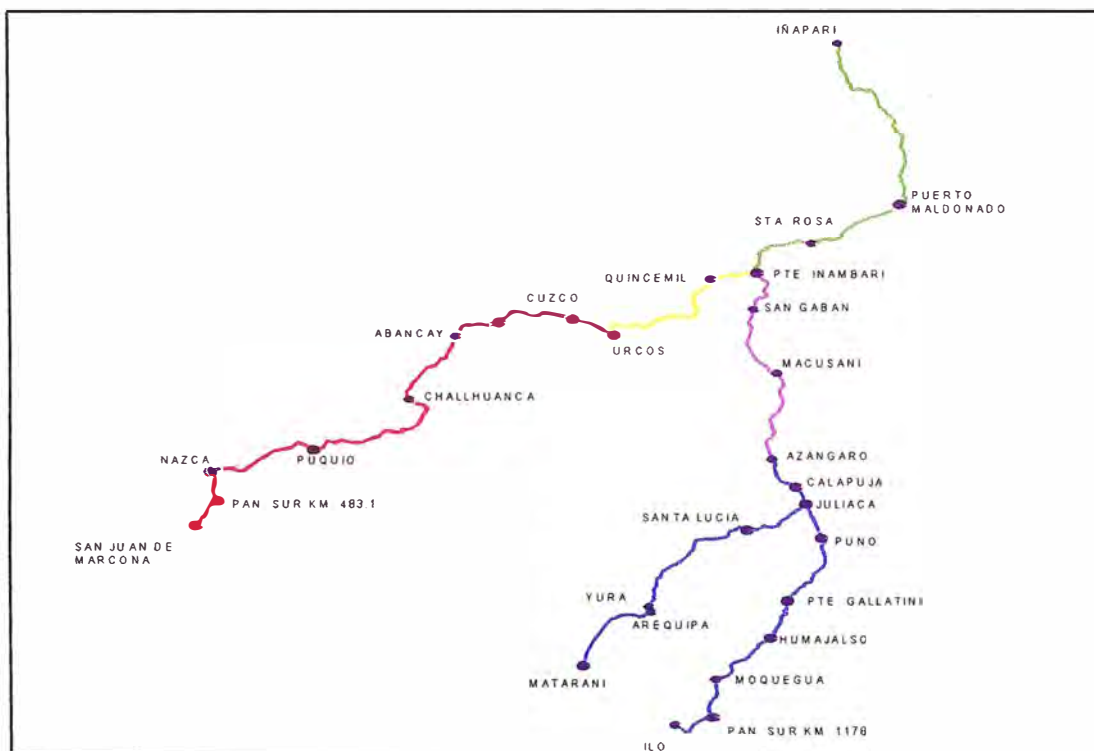 IÑAPARI
PUERTO
MALDONADO
STA ROSA
QUINCEMIL
PTE INAMBARI
SAN GABAN
CUZCO
ABANCAY
URCOS
MACUSANI
CHALLHUANCA
PUQUIO
NAZCA
PAN SUR KM 483.1
SAN JUAN DE
MARCONA
AZANGARO
CALAPUJA
JULIACA
SANTA LUCIA
PUNO
YURA
AREQUIPA
PTE GALLATINI
HUMAJALSO
MATARANI
MOQUEGUA
PAN SUR KM 1176
ILO